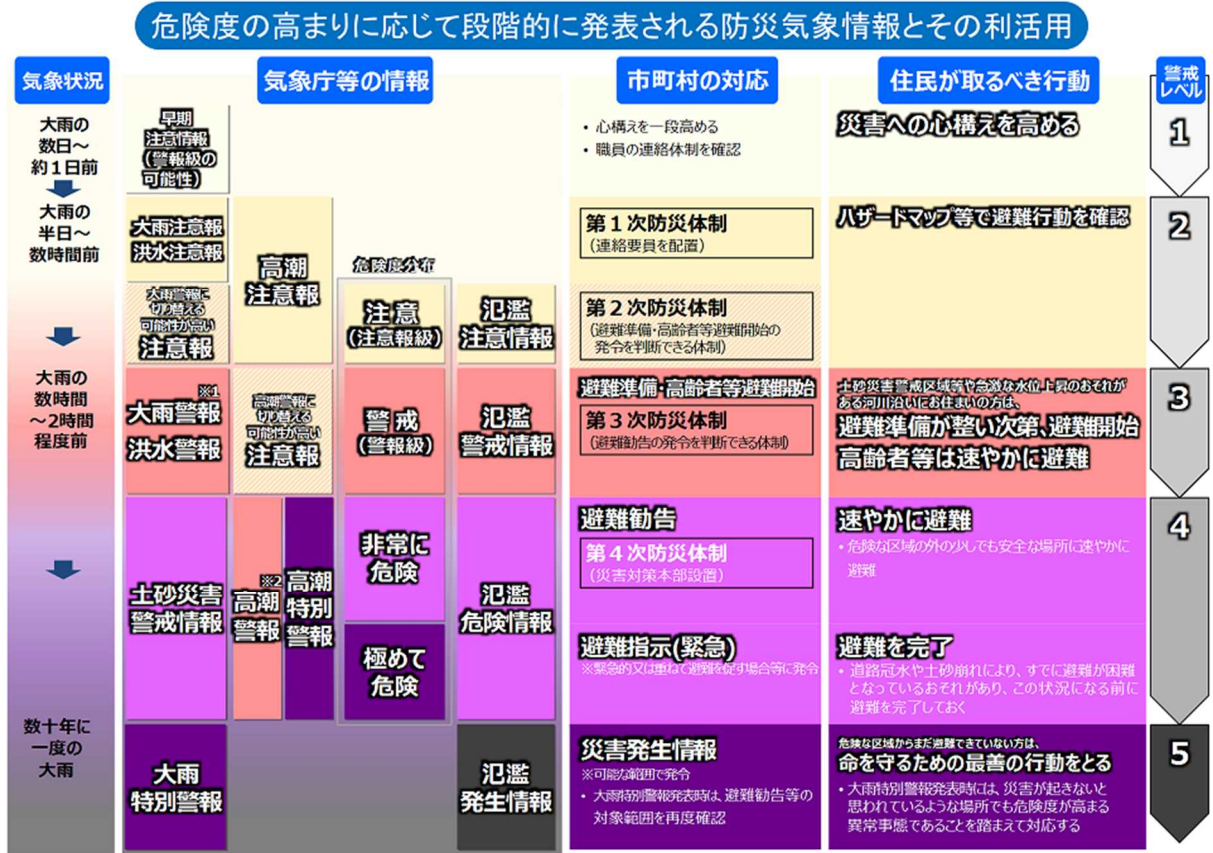 危険度の高まりに応じて段階的に発表される防災気象情報とその利活用
気象状況
気象庁等の情報
市町村の対応
住民が取るべき行動
警戒
レベル
大雨の
数日～
約１日前
早期
注意情報
(警報級の
可能性)
・心構えを一段高める
・職員の連絡体制を確認
災害への心構えを高める
1
大雨の
半日～
数時間前
大雨注意報
洪水注意報
高潮
注意報
危険度分布
第１次防災体制
(連絡要員を配置)
ハザードマップ等で避難行動を確認
2
大雨警報に
切り替える
可能性が高い
注意報
注意
(注意報級)
氾濫
注意情報
第２次防災体制
(避難準備・高齢者等避難開始の
発令を判断できる体制)
大雨の
数時間
～2時間
程度前
※1
大雨警報
洪水警報
高潮警報に
切り替える
可能性が高い
注意報
警戒
(警報級)
氾濫
警戒情報
避難準備・高齢者等避難開始
第３次防災体制
(避難勧告の発令を判断できる体制)
土砂災害警戒区域等や急激な水位上昇のおそれが
ある河川沿いにお住まいの方は、
避難準備が整い次第、避難開始
高齢者等は速やかに避難
3
土砂災害
警戒情報
※2
高潮
警報
高潮
特別
警報
非常に
危険
極めて
危険
氾濫
危険情報
避難勧告
第４次防災体制
(災害対策本部設置)
避難指示(緊急)
※緊急的又は重ねて避難を促す場合等に発令
速やかに避難
・危険な区域の外の少しでも安全な場所に速やかに
避難
避難を完了
・道路冠水や土砂崩れにより、すでに避難が困難
となっているおそれがあり、この状況になる前に
避難を完了しておく
4
数十年に
一度の
大雨
大雨
特別警報
氾濫
発生情報
災害発生情報
※可能な範囲で発令
・大雨特別警報発表時は、避難勧告等の
対象範囲を再度確認
危険な区域からまだ避難できていない方は、
命を守るための最善の行動をとる
・大雨特別警報発表時には、災害が起きないと
思われているような場所でも危険度が高まる
異常事態であることを踏まえて対応する
5